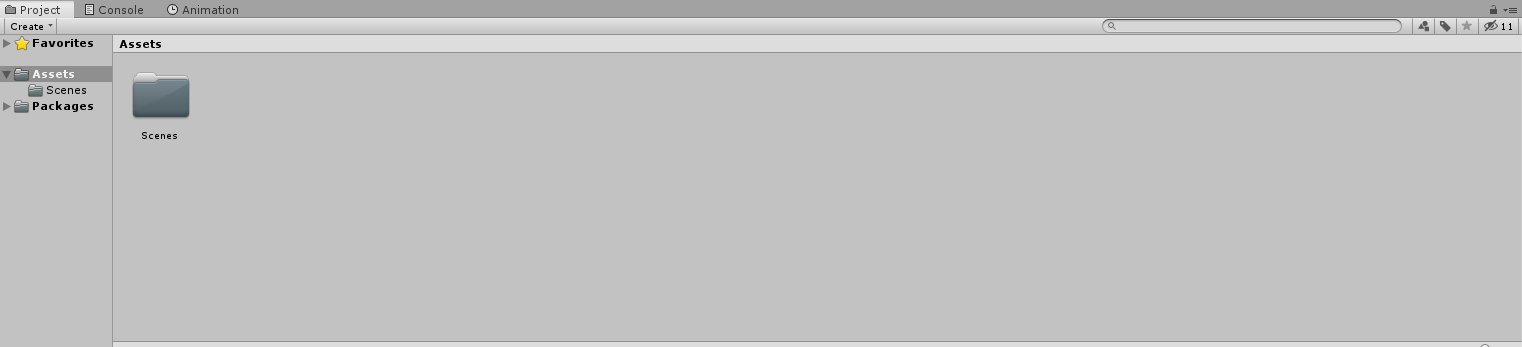 Project Console Animation
Create 11
Favorites
Assets
Assets
Scenes
Packages
Scenes